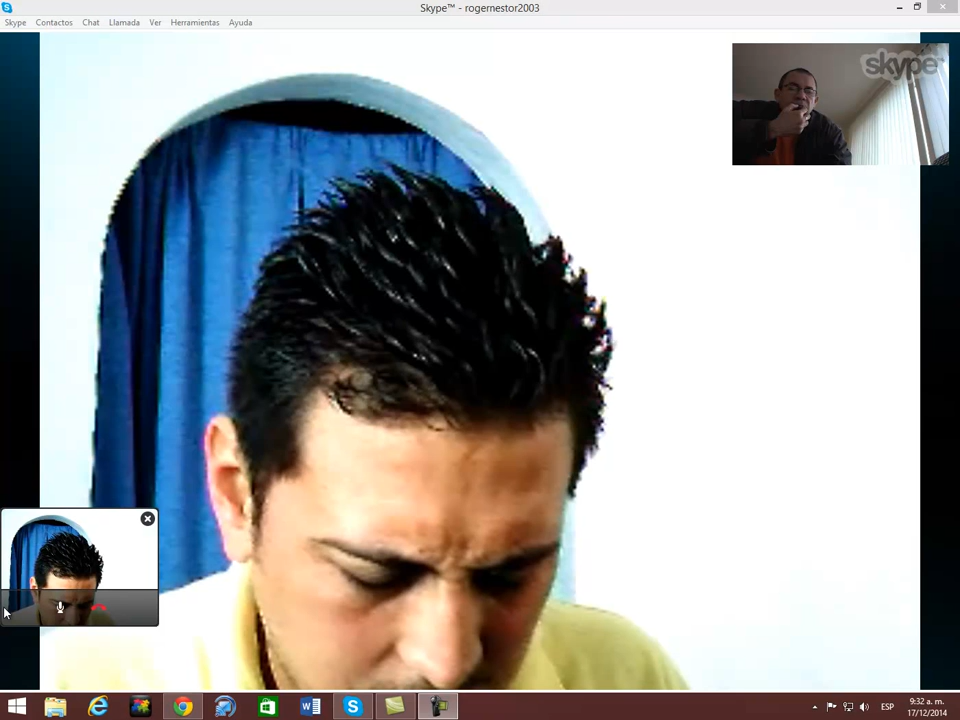 Skype™ - rogernestor2003
Skype Contactos Chat Llamada Ver Herramientas Ayuda
skype
ESP
9:32 a. m.
17/12/2014